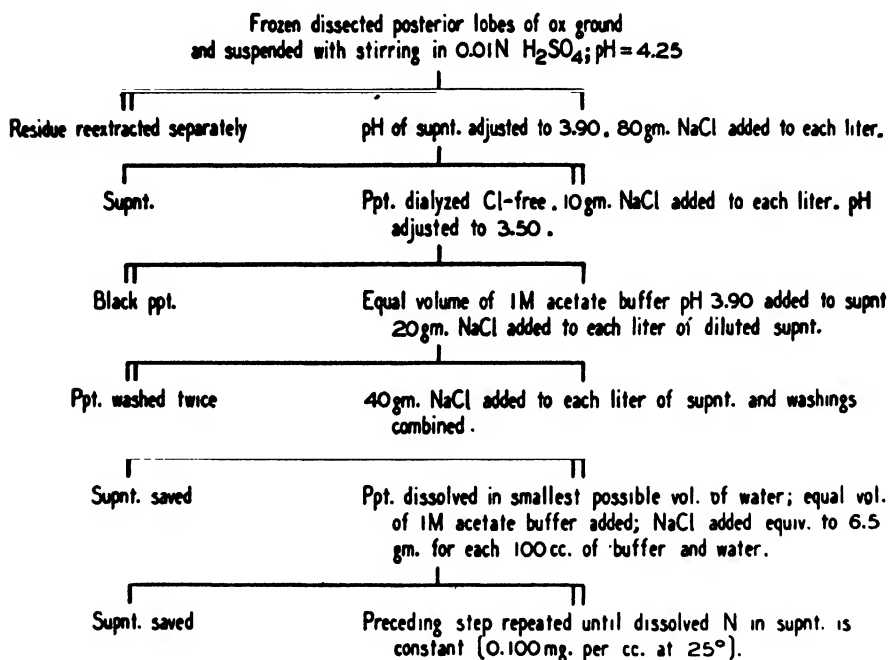 Frozen dissected posterior lobes of ox ground
and suspended with stirring in 0.01N H₂SO₄; pH = 4.25
Residue reextracted separately
pH of supnt. adjusted to 3.90. 80gm. NaCl added to each liter.
Supnt.
Ppt. dialyzed Cl-free. 10gm. NaCl added to each liter. pH
adjusted to 3.50.
Black ppt.
Equal volume of 1M acetate buffer pH 3.90 added to supnt
20gm. NaCl added to each liter of diluted supnt.
Ppt. washed twice
40gm. NaCl added to each liter of supnt. and washings
combined.
Supnt. saved
Ppt. dissolved in smallest possible vol. of water; equal vol.
of 1M acetate buffer added; NaCl added equiv. to 6.5
gm. for each 100cc. of buffer and water.
Supnt. saved
Preceding step repeated until dissolved N in supnt. is
constant (0.100mg. per cc. at 25°).